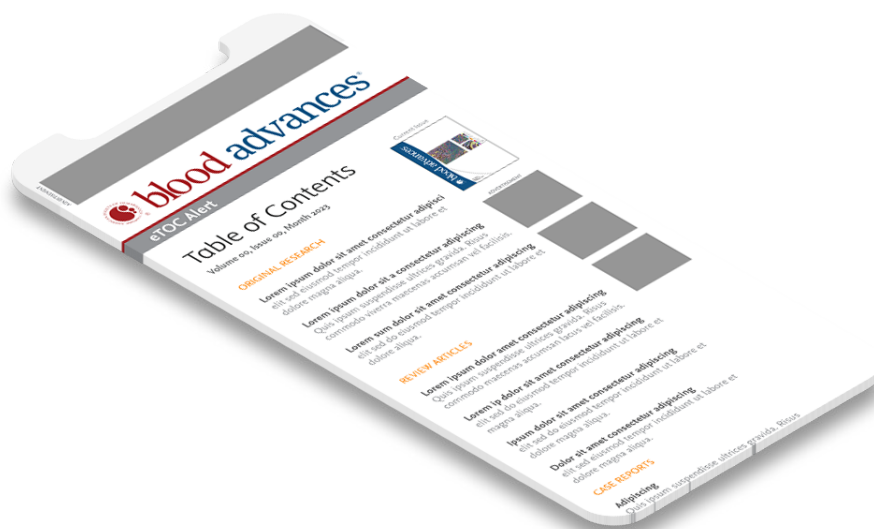 ADVERTISEMENT
blood advances®
eTOC Alert
Table of Contents
Volume 00, Issue 00, Month 2023
Current Issue
blood advances
ADVERTISEMENT
ORIGINAL RESEARCH
Lorem ipsum dolor sit amet consectetur adipisci
elit sed eiusmod tempor incididunt ut labore et
dolore magna aliqua.
Lorem ipsum dolor sit a consectetur adipiscing
Quis ipsum suspendisse ultrices gravida. Risus
commodo viverra maecenas accumsan vel facilisis.
Lorem sum dolor sit amet consectetur adipiscing
elit sed do eiusmod tempor incididunt ut labore et
dolore aliqua.
REVIEW ARTICLES
Lorem ipsum dolor amet consectetur adipiscing
Quis ipsum suspendisse ultrices gravida. Risus
commodo maecenas accumsan lacus vel facilisis.
Lorem ip dolor sit amet consectetur adipiscing
elit sed do eiusmod tempor incididunt ut labore et
magna aliqua.
Ipsum dolor sit amet consectetur adipiscing
elit sed do eiusmod tempor incididunt ut labore et
dolore magna aliqua.
Dolor sit amet consectetur adipiscing
elit sed eiusmod tempor incididunt ut labore et
dolore magna aliqua.
CASE REPORTS
Adipiscing
Quis ipsum suspendisse ultrices gravida. Risus